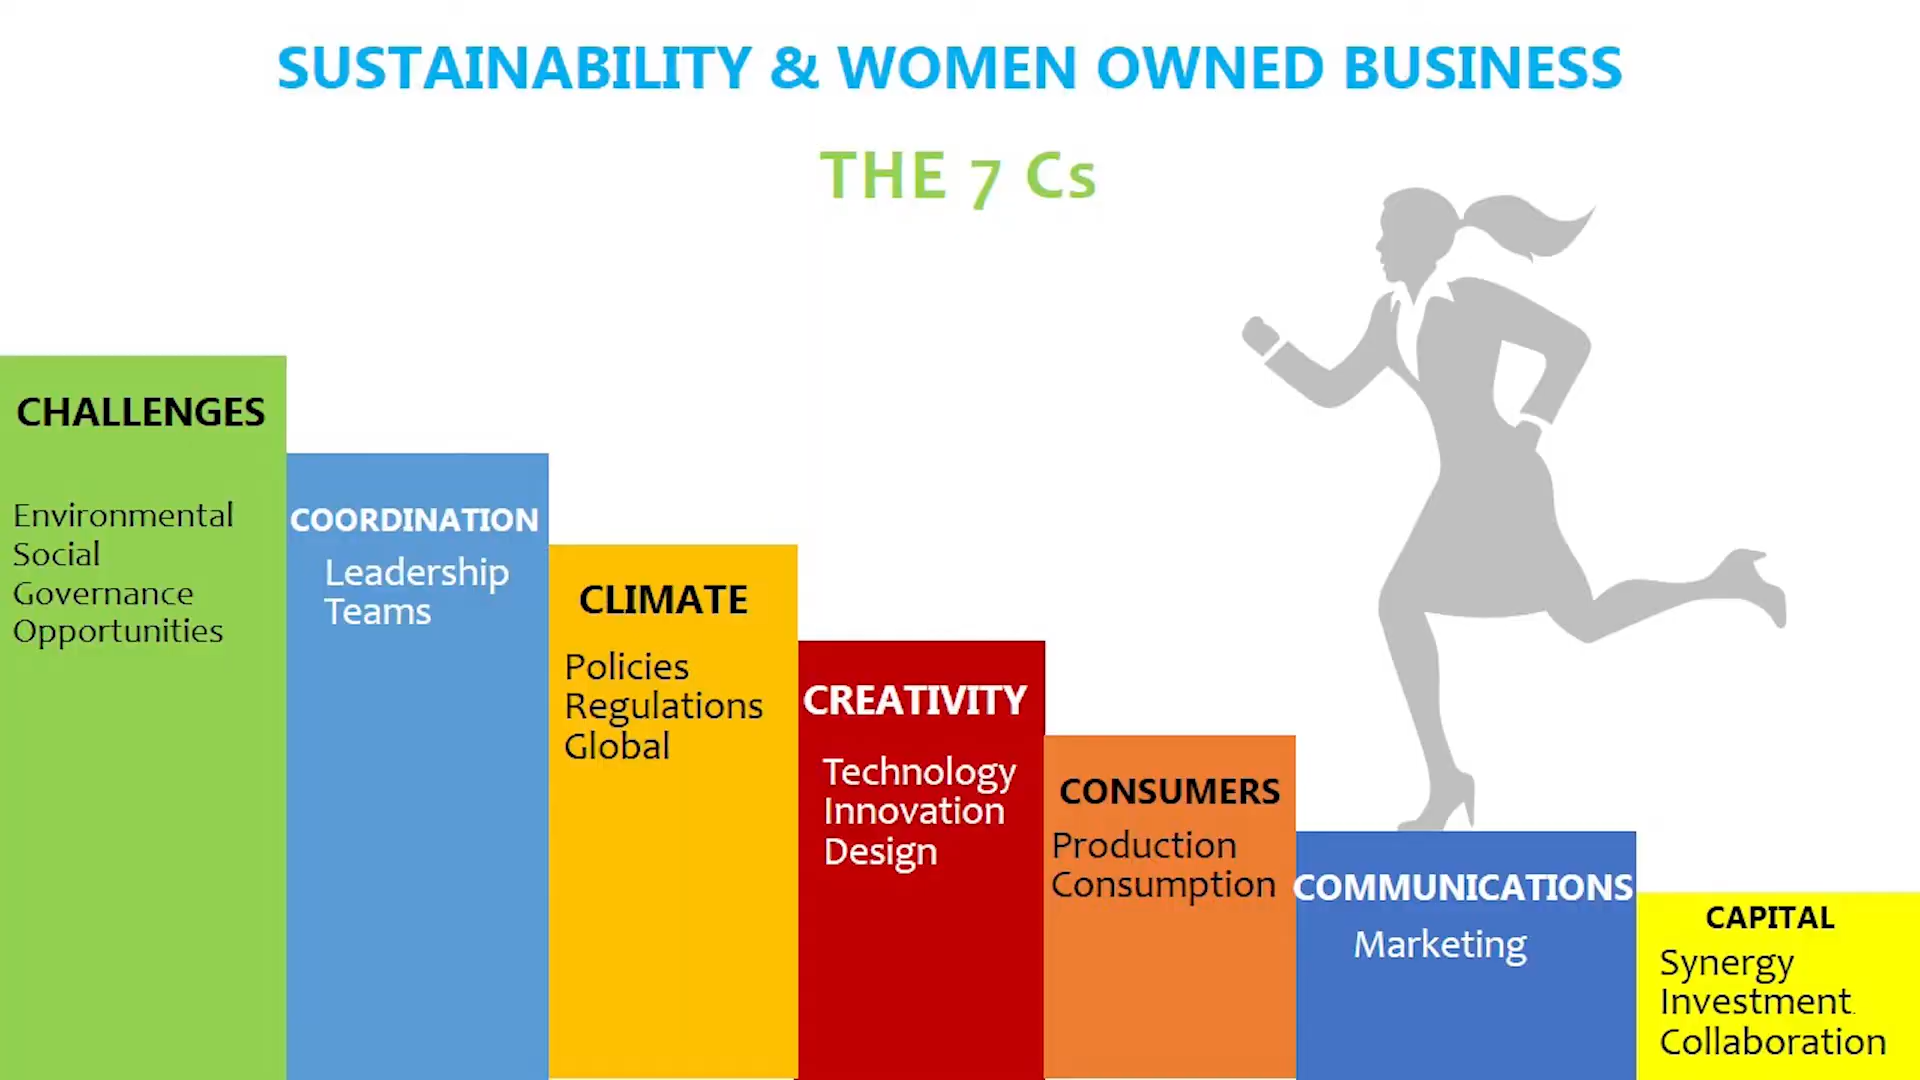 SUSTAINABILITY & WOMEN OWNED BUSINESS
THE 7 Cs
CHALLENGES
Environmental
Social
Governance
Opportunities
COORDINATION
Leadership
Teams
CLIMATE
Policies
Regulations
Global
CREATIVITY
Technology
Innovation
Design
CONSUMERS
Production
Consumption
COMMUNICATIONS
Marketing
CAPITAL
Synergy
Investment
Collaboration